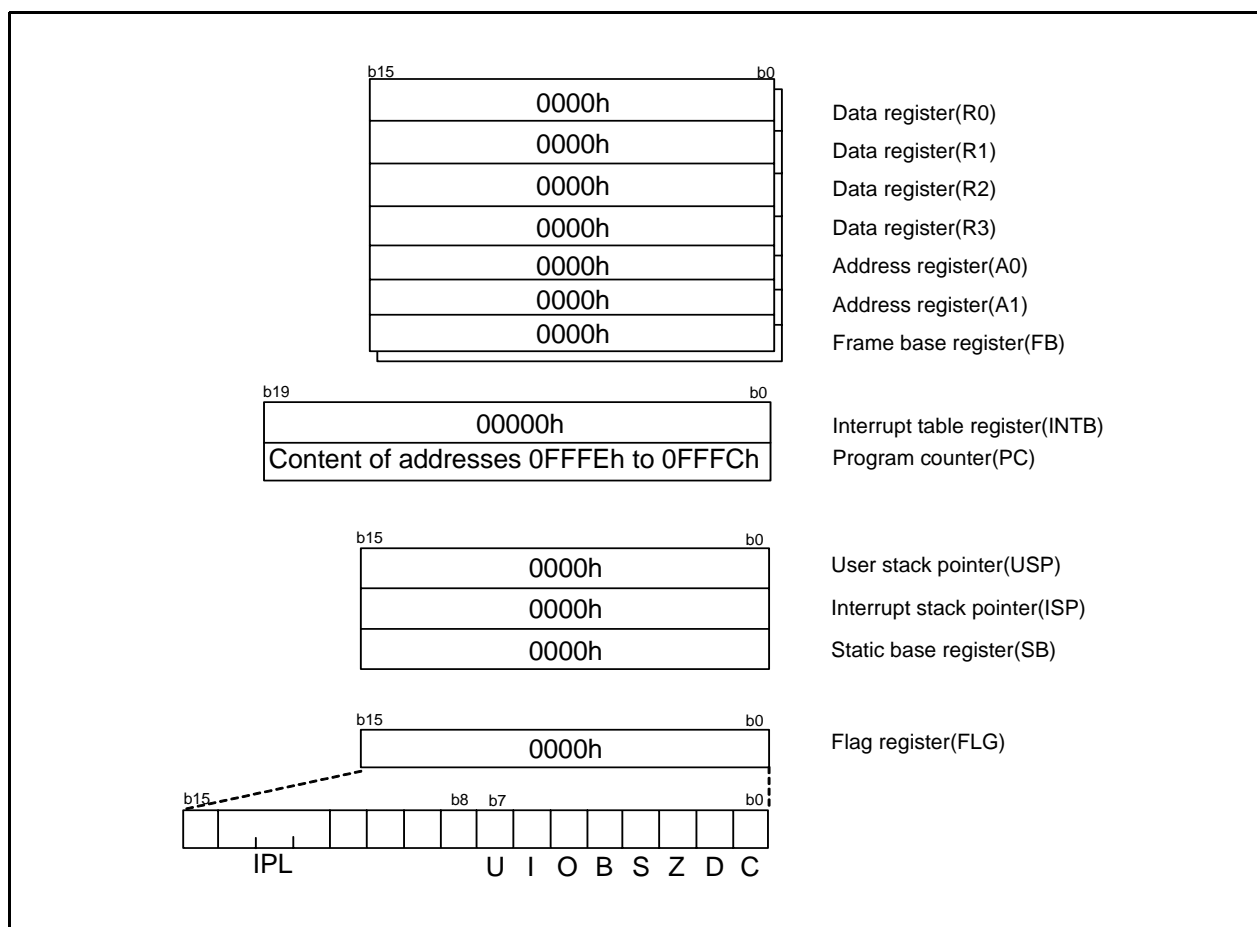 b15 b0
0000h Data register(R0)
0000h Data register(R1)
0000h Data register(R2)
0000h Data register(R3)
0000h Address register(A0)
0000h Address register(A1)
0000h Frame base register(FB)
b19 b0
00000h Interrupt table register(INTB)
Content of addresses 0FFFEh to 0FFFCh Program counter(PC)
b15 b0
0000h User stack pointer(USP)
0000h Interrupt stack pointer(ISP)
0000h Static base register(SB)
b15 b0
0000h Flag register(FLG)
b15 b8 b7 b0
IPL U I O B S Z D C